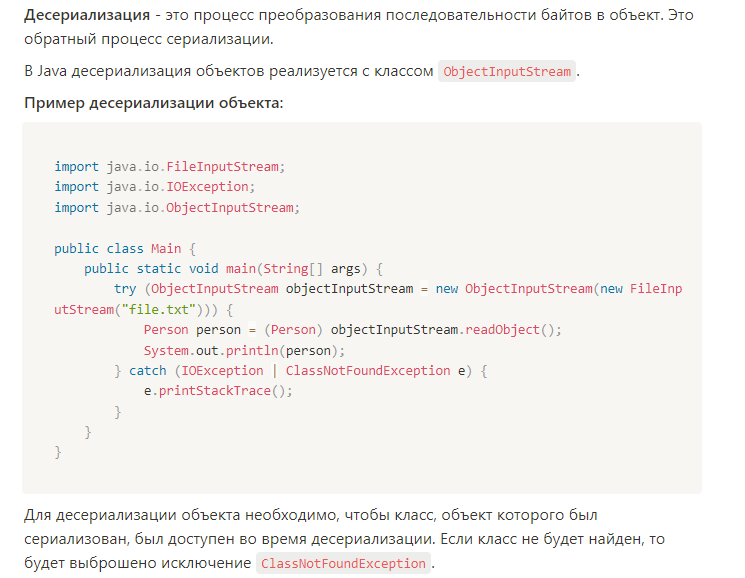 Десериализация - это процесс преобразования последовательности байтов в объект. Это
обратный процесс сериализации.
В Java десериализация объектов реализуется с классом ObjectInputStream.
Пример десериализации объекта:
import java.io.FileInputStream;
import java.io.IOException;
import java.io.ObjectInputStream;
public class Main {
    public static void main(String[] args) {
        try (ObjectInputStream objectInputStream = new ObjectInputStream(new FileInp
utStream("file.txt"))) {
            Person person = (Person) objectInputStream.readObject();
            System.out.println(person);
        } catch (IOException | ClassNotFoundException e) {
            e.printStackTrace();
        }
    }
}
Для десериализации объекта необходимо, чтобы класс, объект которого был
сериализован, был доступен во время десериализации. Если класс не будет найден, то
будет выброшено исключение ClassNotFoundException.